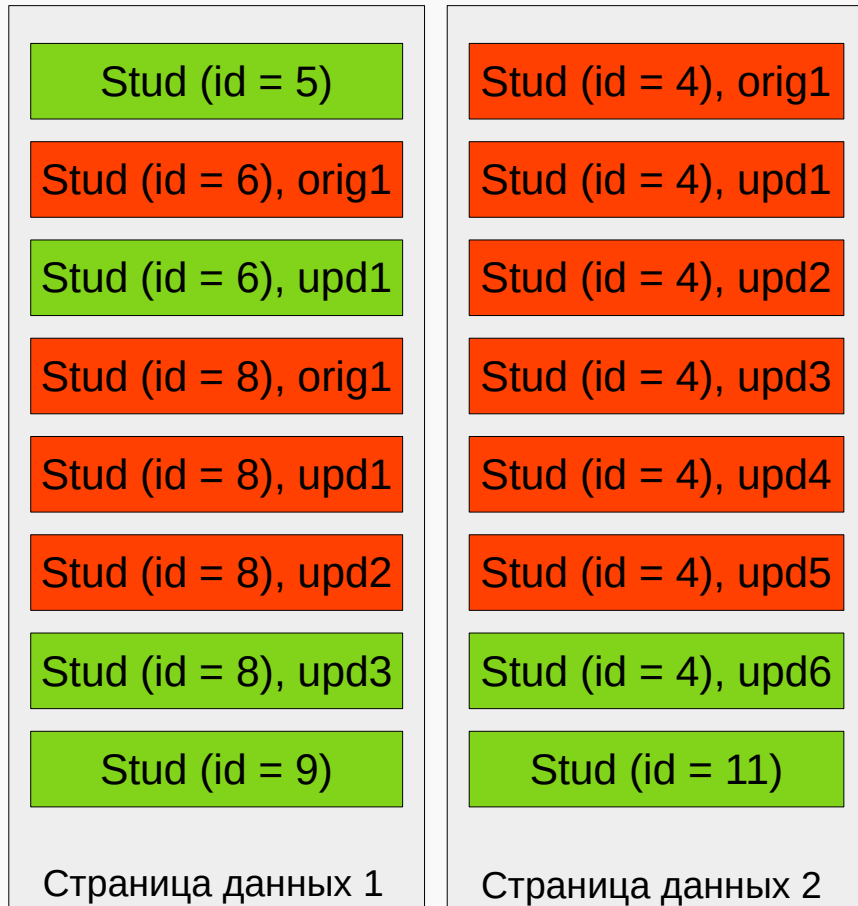 Stud (id = 5)
Stud (id = 6), orig1
Stud (id = 6), upd1
Stud (id = 8), orig1
Stud (id = 8), upd1
Stud (id = 8), upd2
Stud (id = 8), upd3
Stud (id = 9)
Страница данных 1
Stud (id = 4), orig1
Stud (id = 4), upd1
Stud (id = 4), upd2
Stud (id = 4), upd3
Stud (id = 4), upd4
Stud (id = 4), upd5
Stud (id = 4), upd6
Stud (id = 11)
Страница данных 2